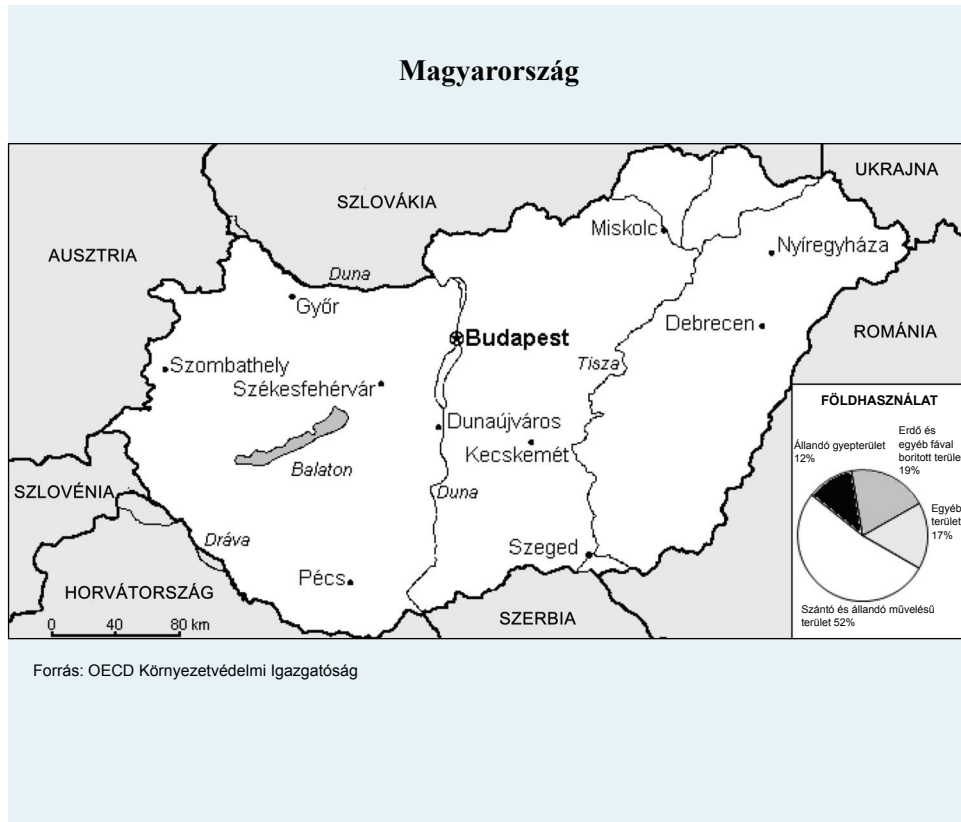 Magyarország
SZLOVÁKIA
UKRAJNA
AUSZTRIA
Miskolc
Nyíregyháza
Duna
Győr
Budapest
Debrecen
ROMÁNIA
Szombathely
Tisza
Székesfehérvár
Dunaújváros
Kecskemét
Balaton
SZLOVÉNIA
Duna
Dráva
Szeged
Pécs
HORVÁTORSZÁG
SZERBIA
0 40 80 km
FÖLDHASZNÁLAT
Állandó gyepterület
12%
Erdő és
egyéb fával
borított terüle
19%
Egyéb
terület
17%
Szántó és állandó művelésű
terület 52%
Forrás: OECD Környezetvédelmi Igazgatóság